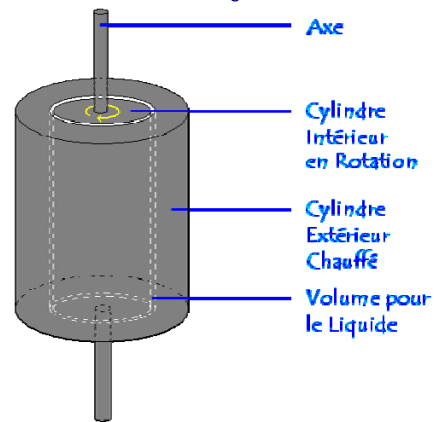 Axe
Cylindre
Intérieur
en Rotation
Cylindre
Extérieur
Chauffé
Volume pour
le Liquide